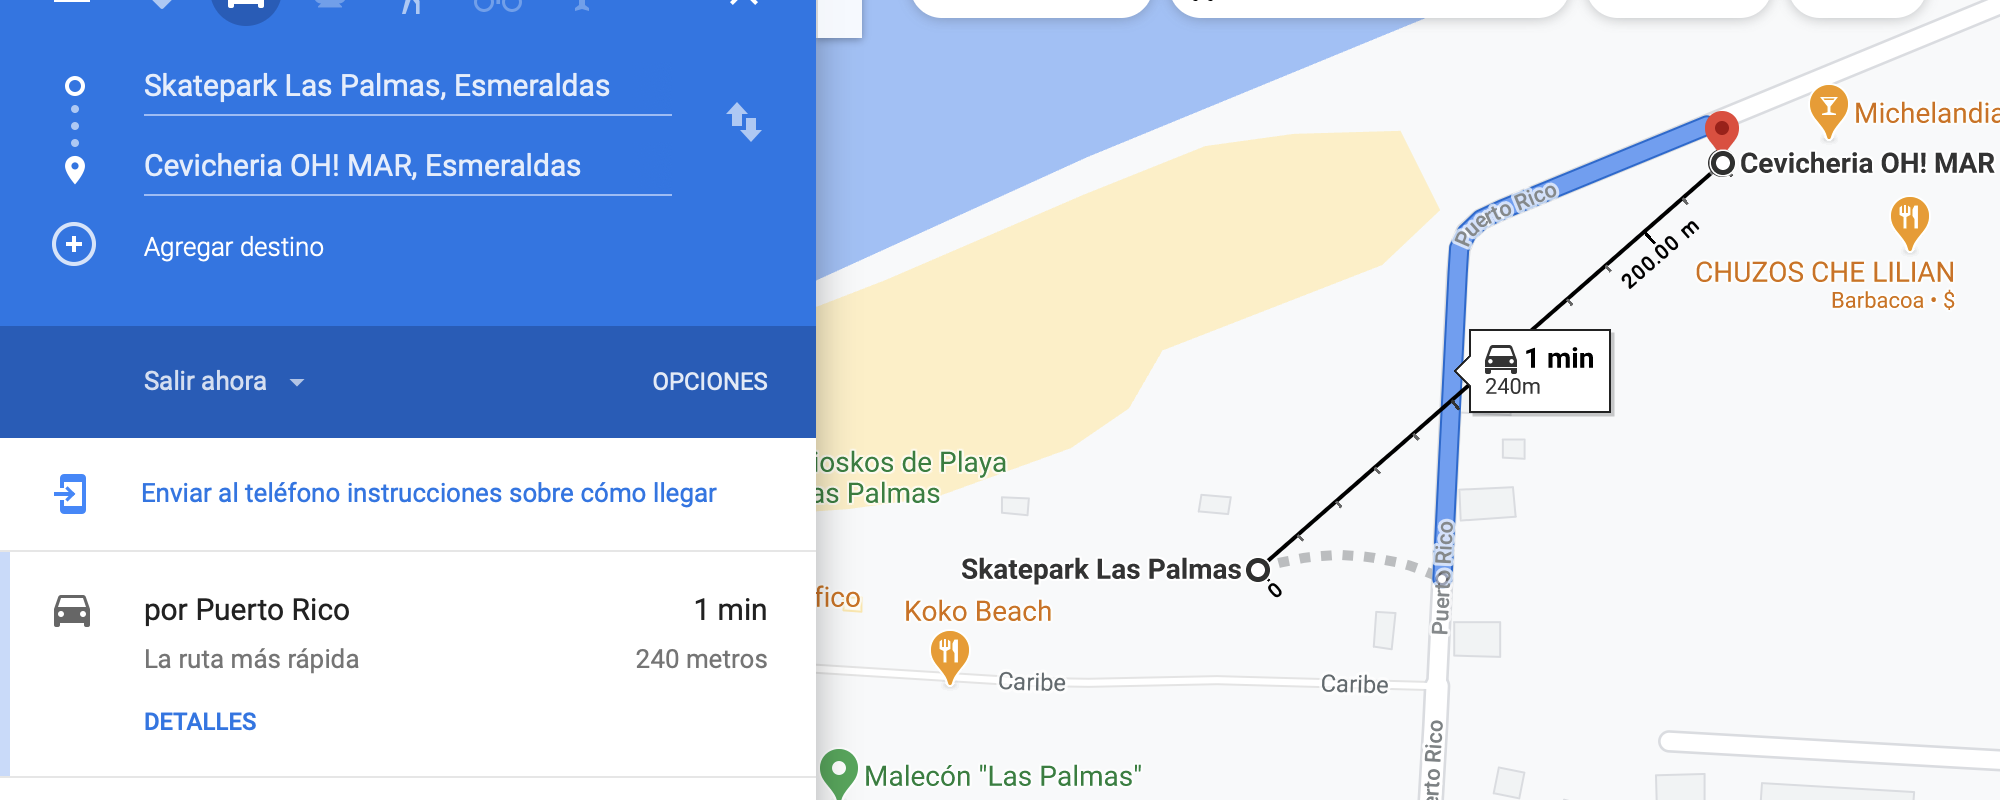 Skatepark Las Palmas, Esmeraldas
Cevicheria OH! MAR, Esmeraldas
Agregar destino
Salir ahora
OPCIONES
Enviar al teléfono instrucciones sobre cómo llegar
por Puerto Rico
1 min
La ruta más rápida
240 metros
DETALLES
Michelandia
Cevicheria OH! MAR
Puerto Rico
200.00 m
CHUZOS CHE LILIAN
Barbacoa • $
1 min
240m
ioskos de Playa
as Palmas
Skatepark Las Palmas
0
Puerto Rico
fico
Koko Beach
Caribe
Caribe
erto Rico
Malecón "Las Palmas"